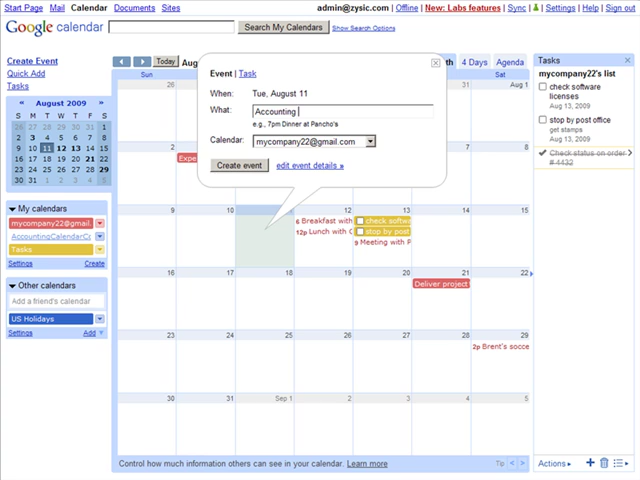 Start Page Mail Calendar Documents Sites
admin@zysic.com | Offline | New: Labs features | Sync | Settings | Help | Sign out
Google calendar
Search My Calendars
Show Search Options
Create Event
Quick Add
Tasks
« August 2009 »
S M T W T F S
26 27 28 29 30 31 1
2 3 4 5 6 7 8
9 10 11 12 13 14 15
16 17 18 19 20 21 22
23 24 25 26 27 28 29
30 31 1 2 3 4 5
My calendars
mycompany22@gmail.
AccountingCalendarC
Tasks
Settings Create
Other calendars
Add a friend's calendar
US Holidays
Settings Add
Today
4 Days Agenda
Sun
Sat
26
31
Aug 1
2
Expe
9 10 12 13 14 15
6 Breakfast with
12p Lunch with C
check softw
stop by post
9 Meeting with P
16 17 18 19 20 21 22
Deliver project
23 24 25 26 27 28 29
2p Brent's socce
30 31 Sep 1 2 3 4 5
Event | Task
When: Tue, August 11
What: Accounting
e.g., 7pm Dinner at Pancho's
Calendar: mycompany22@gmail.com
Create event edit event details »
Tasks
mycompany22's list
check software
licenses
Aug 13, 2009
stop by post office
get stamps
Aug 13, 2009
Check status on order
# 4432
Control how much information others can see in your calendar. Learn more
Tip < >
Actions